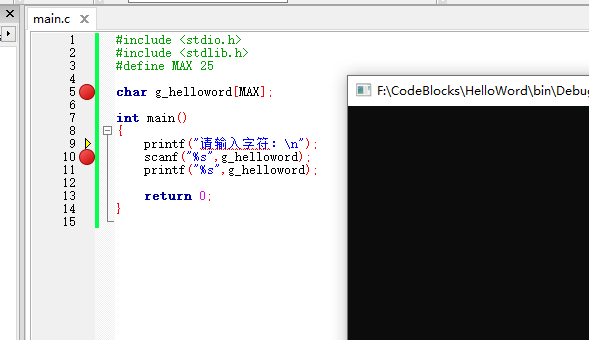 main.c
F:\CodeBlocks\HelloWord\bin\Debug
1 #include <stdio.h>
2 #include <stdlib.h>
3 #define MAX 25
4
5 char g_helloword[MAX];
6
7 int main()
8 {
9 printf("请输入字符: \n");
10 scanf("%s",g_helloword);
11 printf("%s",g_helloword);
12
13 return 0;
14 }
15